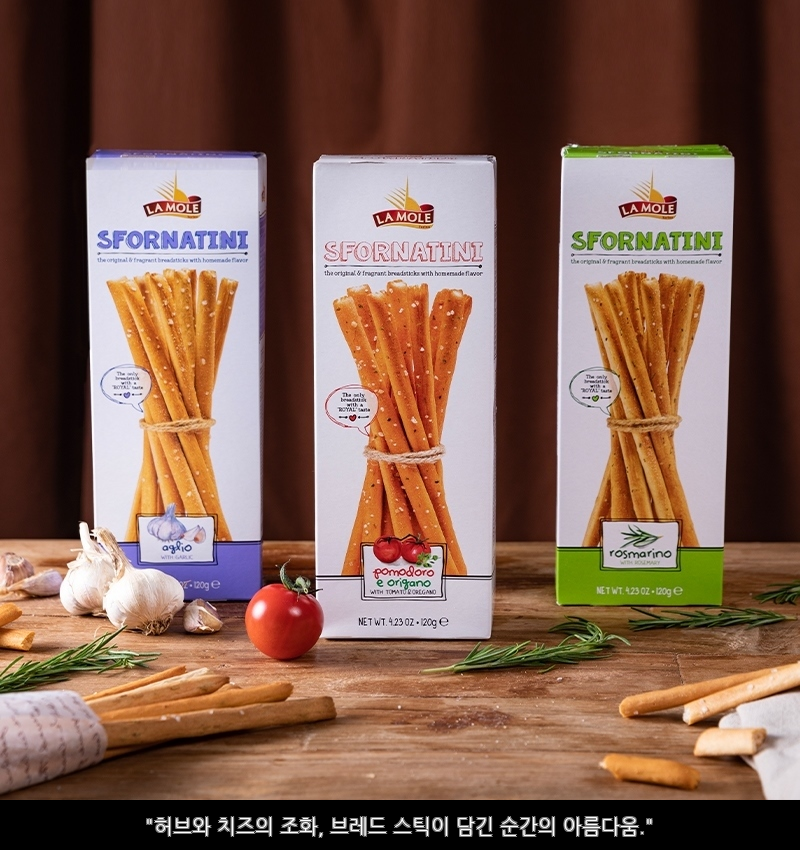 LA MOLE
SFORNATINI
the original & fragrant breadsticks with homemade flavor
The only
breadstick
with a
"ROYAL" taste
aglio
WITH GARLIC
120g e
LA MOLE
SFORNATINI
the original & fragrant breadsticks with homemade flavor
The only
breadstick
with a
"ROYAL" taste
pomodoro
e origano
WITH TOMATO & OREGANO
NET WT. 4.23 OZ • 120g e
LA MOLE
SFORNATINI
the original & fragrant breadsticks with homemade flavor
The only
breadstick
with a
"ROYAL" taste
rosmarino
WITH ROSEMARY
NET WT. 4.23 OZ • 120g e
"허브와 치즈의 조화, 브레드 스틱이 담긴 순간의 아름다움."